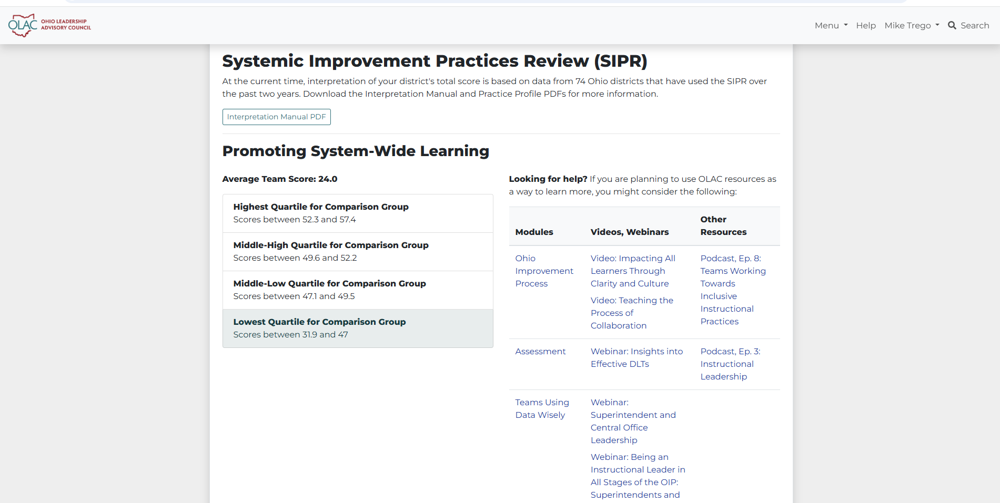 OLAC OHIO LEADERSHIP
ADVISORY COUNCIL
Menu Help Mike Trego Search
Systemic Improvement Practices Review (SIPR)
At the current time, interpretation of your district's total score is based on data from 74 Ohio districts that have used the SIPR over
the past two years. Download the Interpretation Manual and Practice Profile PDFs for more information.
Interpretation Manual PDF
Promoting System-Wide Learning
Average Team Score: 24.0
Highest Quartile for Comparison Group
Scores between 52.3 and 57.4
Middle-High Quartile for Comparison Group
Scores between 49.6 and 52.2
Middle-Low Quartile for Comparison Group
Scores between 47.1 and 49.5
Lowest Quartile for Comparison Group
Scores between 31.9 and 47
Looking for help? If you are planning to use OLAC resources as
a way to learn more, you might consider the following:
Modules
Videos, Webinars
Other
Resources
Ohio
Improvement
Process
Video: Impacting All
Learners Through
Clarity and Culture
Video: Teaching the
Process of
Collaboration
Podcast, Ep. 8:
Teams Working
Towards
Inclusive
Instructional
Practices
Assessment
Webinar: Insights into
Effective DLTs
Podcast, Ep. 3:
Instructional
Leadership
Teams Using
Data Wisely
Webinar:
Superintendent and
Central Office
Leadership
Webinar: Being an
Instructional Leader in
All Stages of the OIP:
Superintendents and